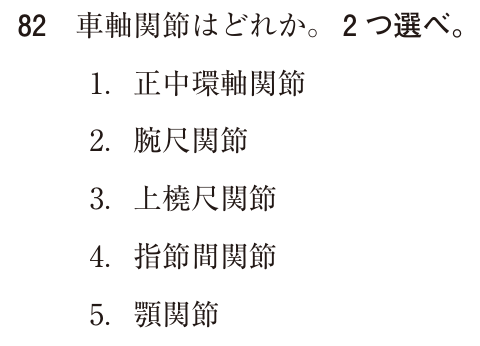 82 車軸関節はどれか。2つ選べ。
1. 正中環軸関節
2. 腕尺関節
3. 上橈尺関節
4. 指節間関節
5. 顎関節